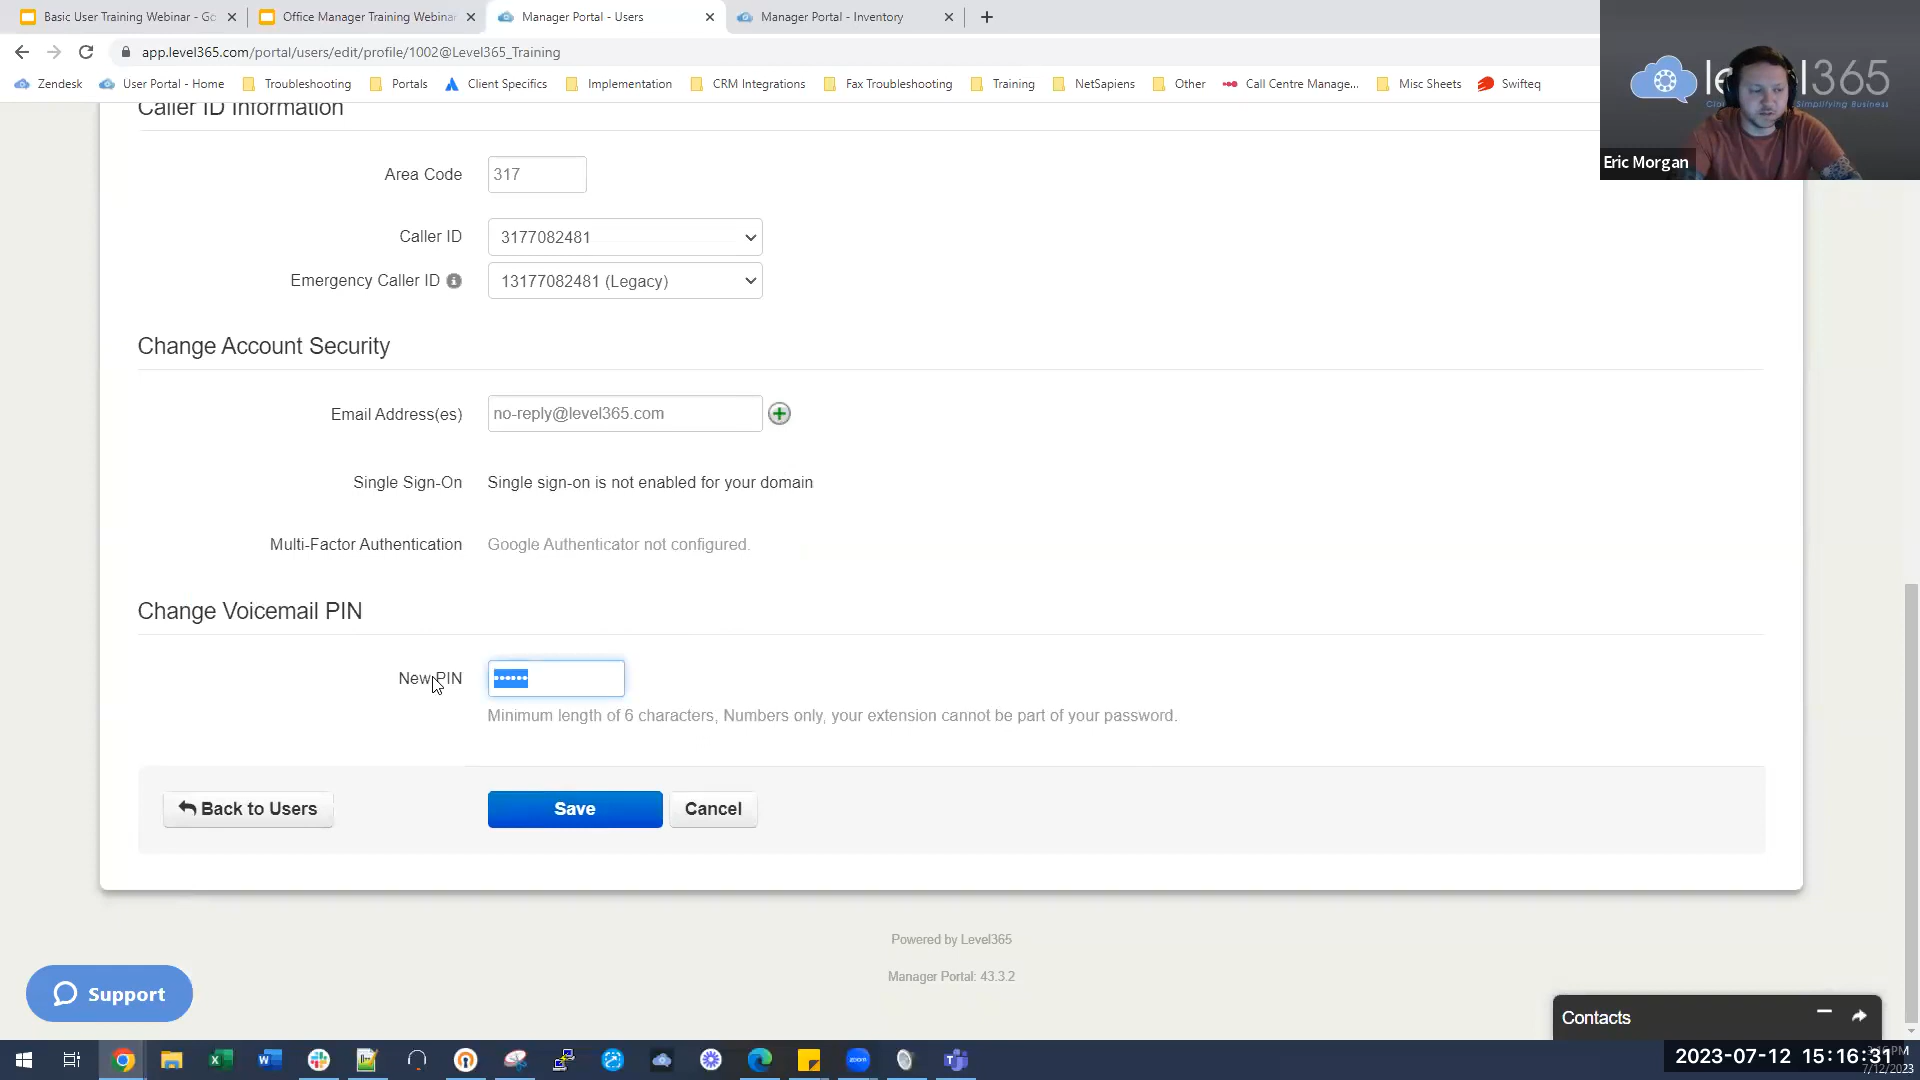 Basic User Training Webinar - Go
Office Manager Training Webinar
Manager Portal - Users
Manager Portal - Inventory
app.level365.com/portal/users/edit/profile/1002@Level365_Training
Zendesk
User Portal - Home
Troubleshooting
Portals
Client Specifics
Implementation
CRM Integrations
Fax Troubleshooting
Training
NetSapiens
Other
Call Centre Manage...
Misc Sheets
Swifteq
365
Simplifying Business
Eric Morgan
Caller ID Information
Area Code
317
Caller ID
3177082481
Emergency Caller ID
13177082481 (Legacy)
Change Account Security
Email Address(es)
no-reply@level365.com
Single Sign-On
Single sign-on is not enabled for your domain
Multi-Factor Authentication
Google Authenticator not configured.
Change Voicemail PIN
New PIN
••••••
Minimum length of 6 characters, Numbers only, your extension cannot be part of your password.
Back to Users
Save
Cancel
Powered by Level365
Manager Portal: 43.3.2
Support
Contacts
2023-07-12 15:16:31
7/12/2023